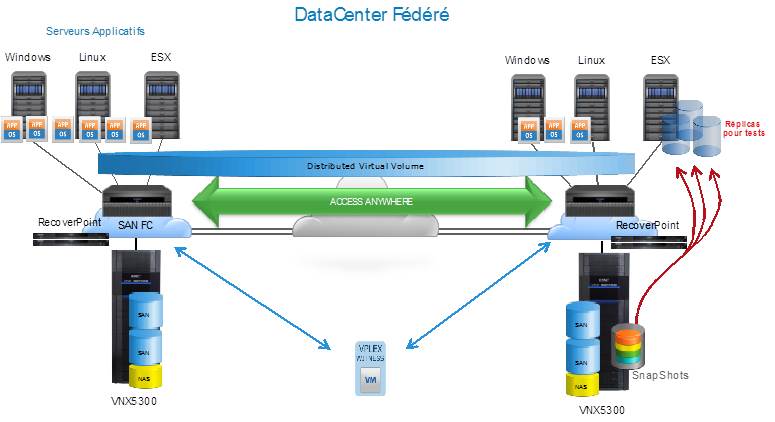 DataCenter Fédéré
Serveurs Applicatifs
Windows
Linux
ESX
Windows
Linux
ESX
APP
OS
APP
OS
APP
OS
APP
OS
APP
OS
APP
OS
APP
OS
APP
OS
APP
OS
Réplicas
pour tests
Distributed Virtual Volume
ACCESS ANYWHERE
RecoverPoint
SAN FC
RecoverPoint
SAN
SAN
NAS
VNX5300
VPLEX
WITNESS
VM
SAN
SAN
NAS
SnapShots
VNX5300